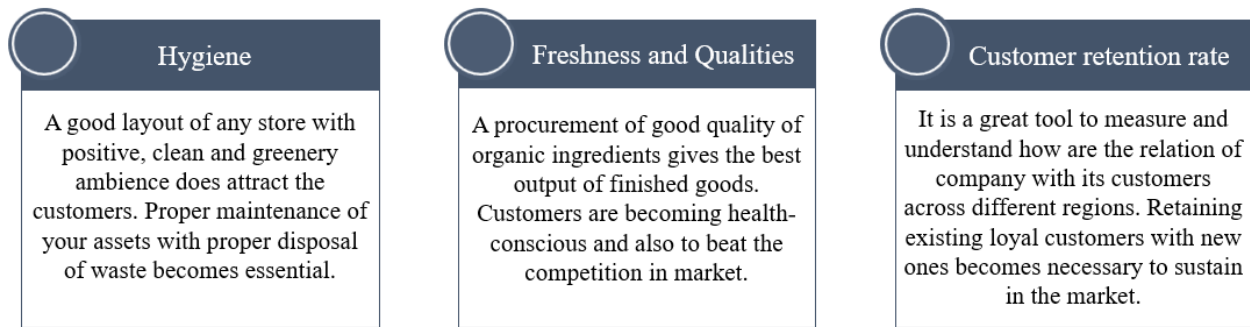 Hygiene
A good layout of any store with
positive, clean and greenery
ambience does attract the
customers. Proper maintenance of
your assets with proper disposal
of waste becomes essential.
Freshness and Qualities
A procurement of good quality of
organic ingredients gives the best
output of finished goods.
Customers are becoming health-
conscious and also to beat the
competition in market.
Customer retention rate
It is a great tool to measure and
understand how are the relation of
company with its customers
across different regions. Retaining
existing loyal customers with new
ones becomes necessary to sustain
in the market.